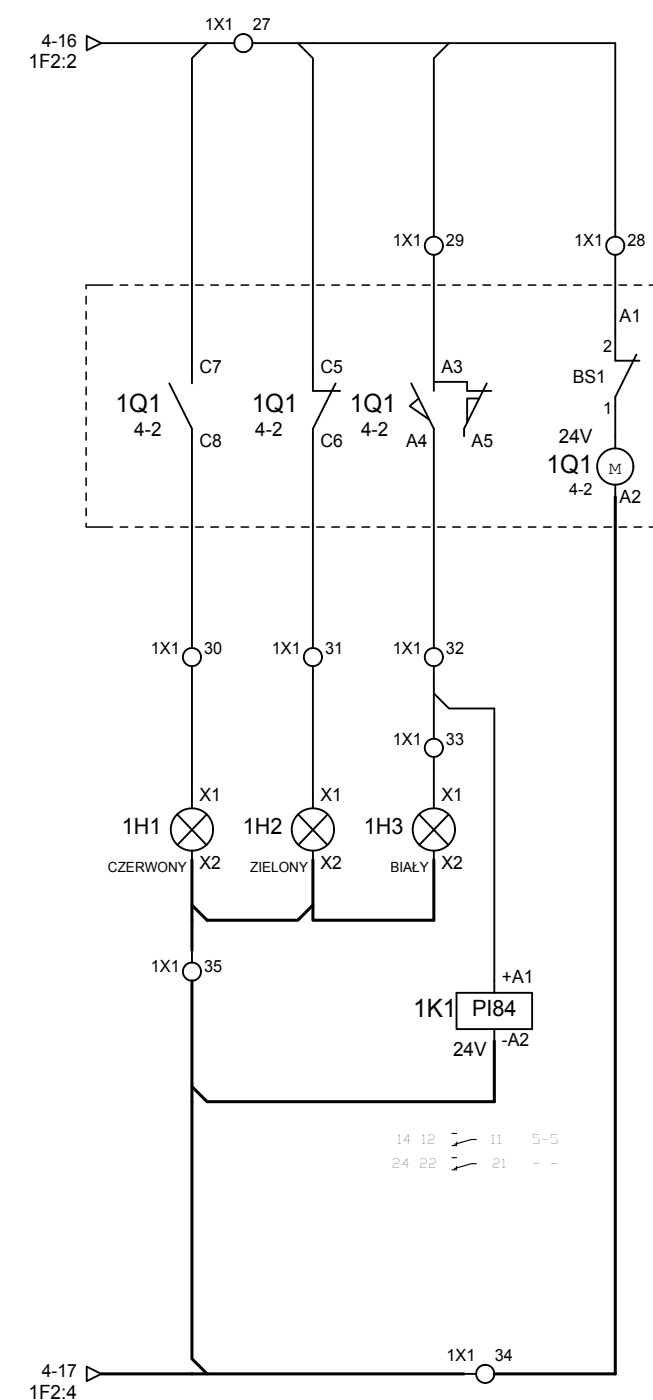 1X1 27
4-16
1F2:2
1X1 29
1X1 28
A1
C7
C5
A3
2
1Q1
1Q1
1Q1
BS1
4-2
4-2
4-2
1
C8
C6
A4
A5
24V
1Q1
M
4-2
A2
1X1 30
1X1 31
1X1 32
1X1 33
X1
X1
X1
1H1
1H2
1H3
CZERWONY X2
ZIELONY X2
BIAŁY X2
1X1 35
+A1
1K1 PI84
24V -A2
14 12 11 5-5
24 22 21 - -
1X1 34
4-17
1F2:4